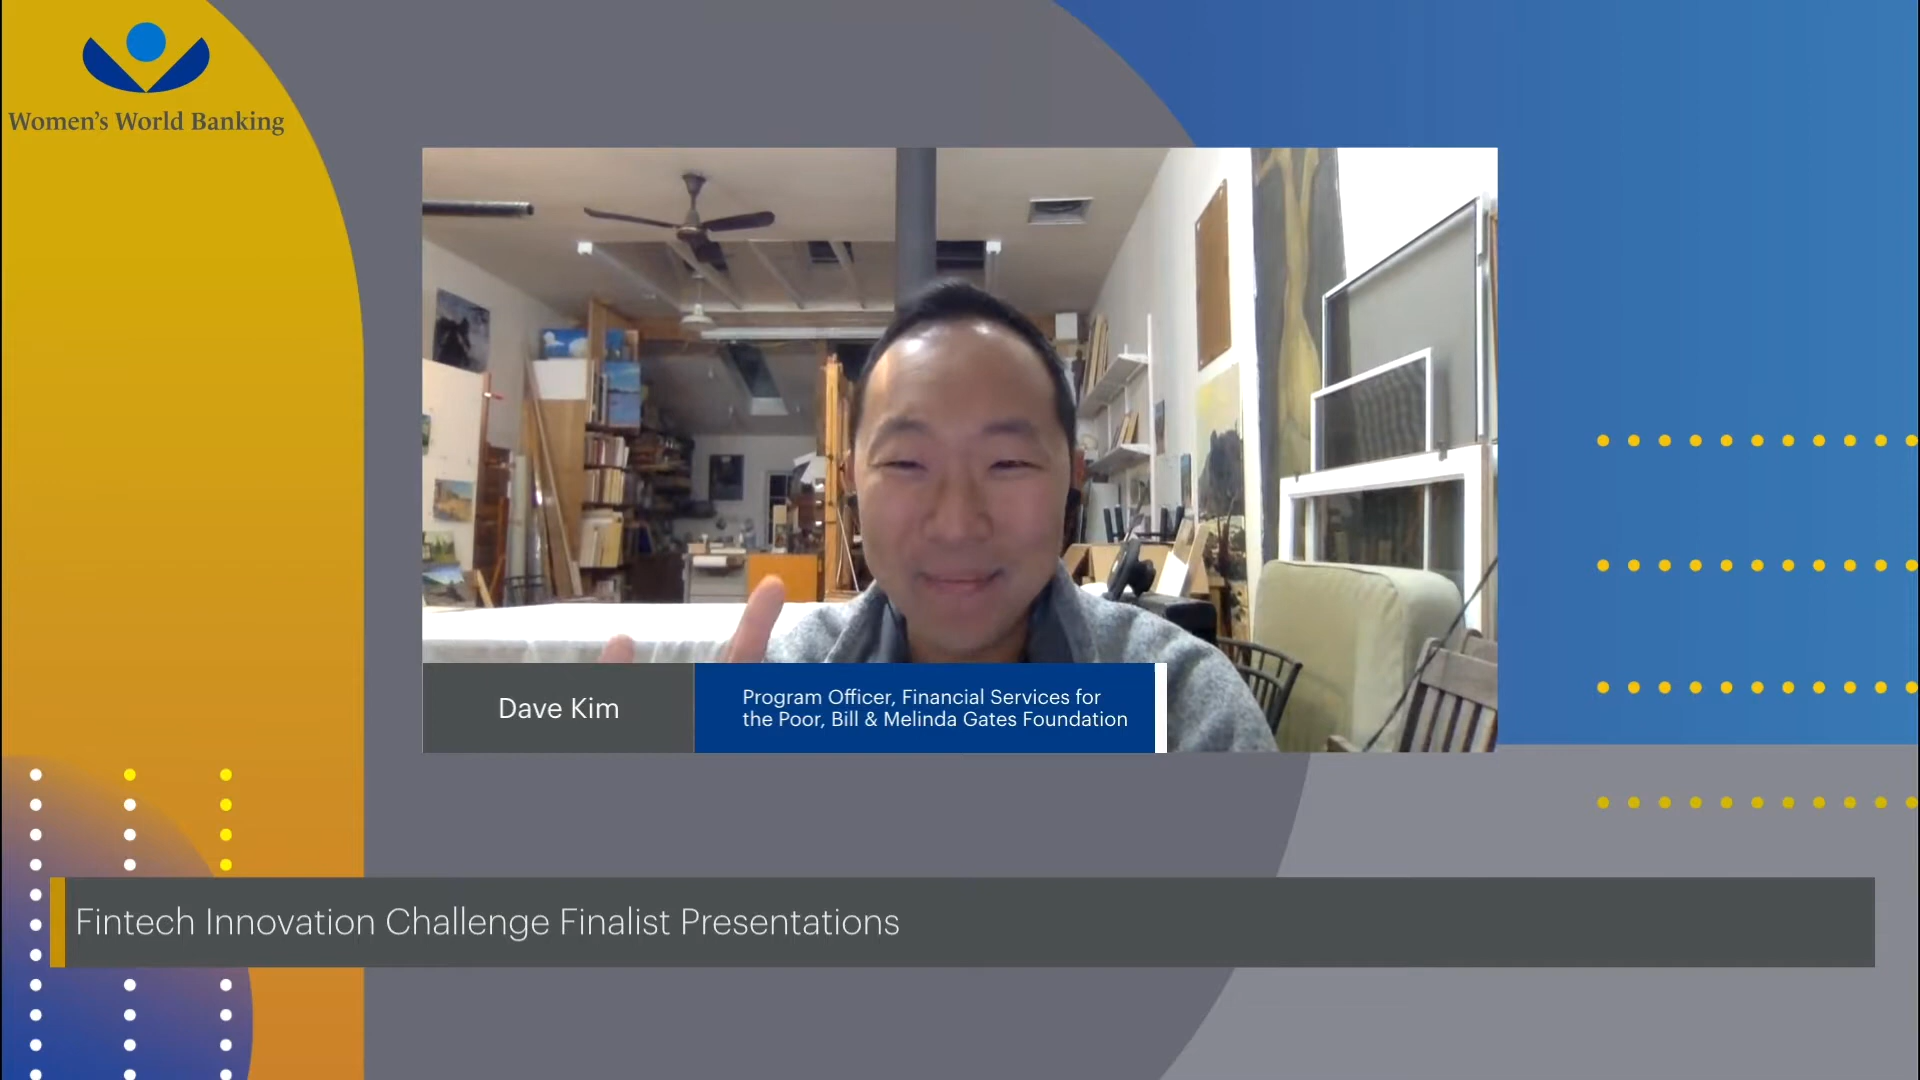 Women's World Banking
Dave Kim
Program Officer, Financial Services for
the Poor, Bill & Melinda Gates Foundation
Fintech Innovation Challenge Finalist Presentations